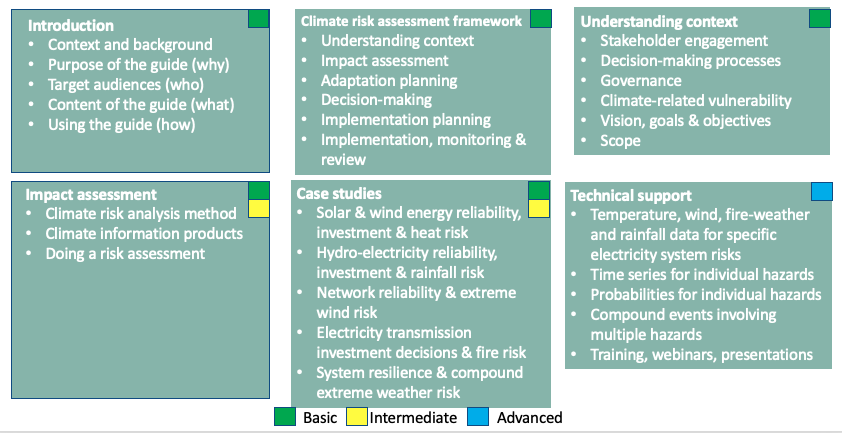 Introduction
• Context and background
• Purpose of the guide (why)
• Target audiences (who)
• Content of the guide (what)
• Using the guide (how)
Climate risk assessment framework
• Understanding context
• Impact assessment
• Adaptation planning
• Decision-making
• Implementation planning
• Implementation, monitoring &
review
Understanding context
• Stakeholder engagement
• Decision-making processes
• Governance
• Climate-related vulnerability
• Vision, goals & objectives
• Scope
Impact assessment
• Climate risk analysis method
• Climate information products
• Doing a risk assessment
Case studies
• Solar & wind energy reliability,
investment & heat risk
• Hydro-electricity reliability,
investment & rainfall risk
• Network reliability & extreme
wind risk
• Electricity transmission
investment decisions & fire risk
• System resilience & compound
extreme weather risk
Technical support
• Temperature, wind, fire-weather
and rainfall data for specific
electricity system risks
• Time series for individual hazards
• Probabilities for individual hazards
• Compound events involving
multiple hazards
• Training, webinars, presentations
Basic Intermediate Advanced